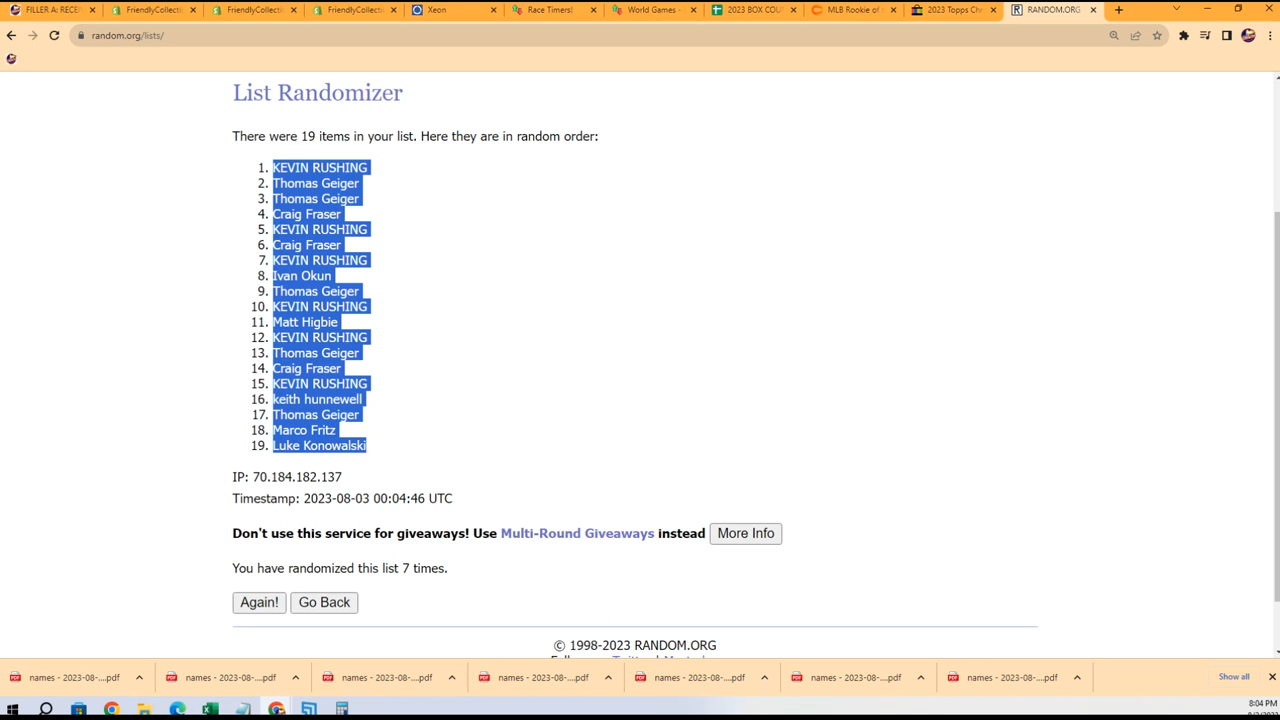 FILLER A: RECEN
FriendlyCollecti
FriendlyCollecti
FriendlyCollecti
Xeon
Race Timers!
World Games -
2023 BOX COU
MLB Rookie of
2023 Topps Ch
RANDOM.ORG
random.org/lists/
List Randomizer
There were 19 items in your list. Here they are in random order:
1. KEVIN RUSHING
2. Thomas Geiger
3. Thomas Geiger
4. Craig Fraser
5. KEVIN RUSHING
6. Craig Fraser
7. KEVIN RUSHING
8. Ivan Okun
9. Thomas Geiger
10. KEVIN RUSHING
11. Matt Higbie
12. KEVIN RUSHING
13. Thomas Geiger
14. Craig Fraser
15. KEVIN RUSHING
16. keith hunnewell
17. Thomas Geiger
18. Marco Fritz
19. Luke Konowalski
IP: 70.184.182.137
Timestamp: 2023-08-03 00:04:46 UTC
Don't use this service for giveaways! Use Multi-Round Giveaways instead More Info
You have randomized this list 7 times.
Again! Go Back
© 1998-2023 RANDOM.ORG
names - 2023-08-....pdf
names - 2023-08-....pdf
names - 2023-08-....pdf
names - 2023-08-....pdf
names - 2023-08-....pdf
names - 2023-08-....pdf
names - 2023-08-....pdf
Show all
8:04 PM